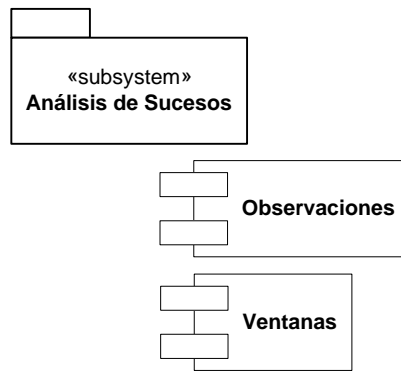 «subsystem»
Análisis de Sucesos
Observaciones
Ventanas